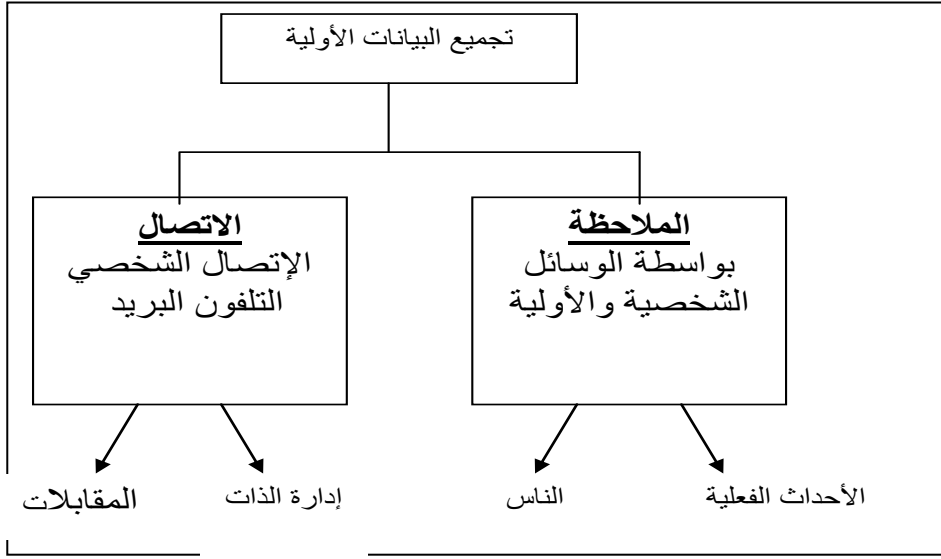 تجميع البيانات الأولية
الملاحظة
بواسطة الوسائل
الشخصية والأولية
الاتصال
الإتصال الشخصي
التلفون البريد
الأحداث الفعلية
الناس
إدارة الذات
المقابلات